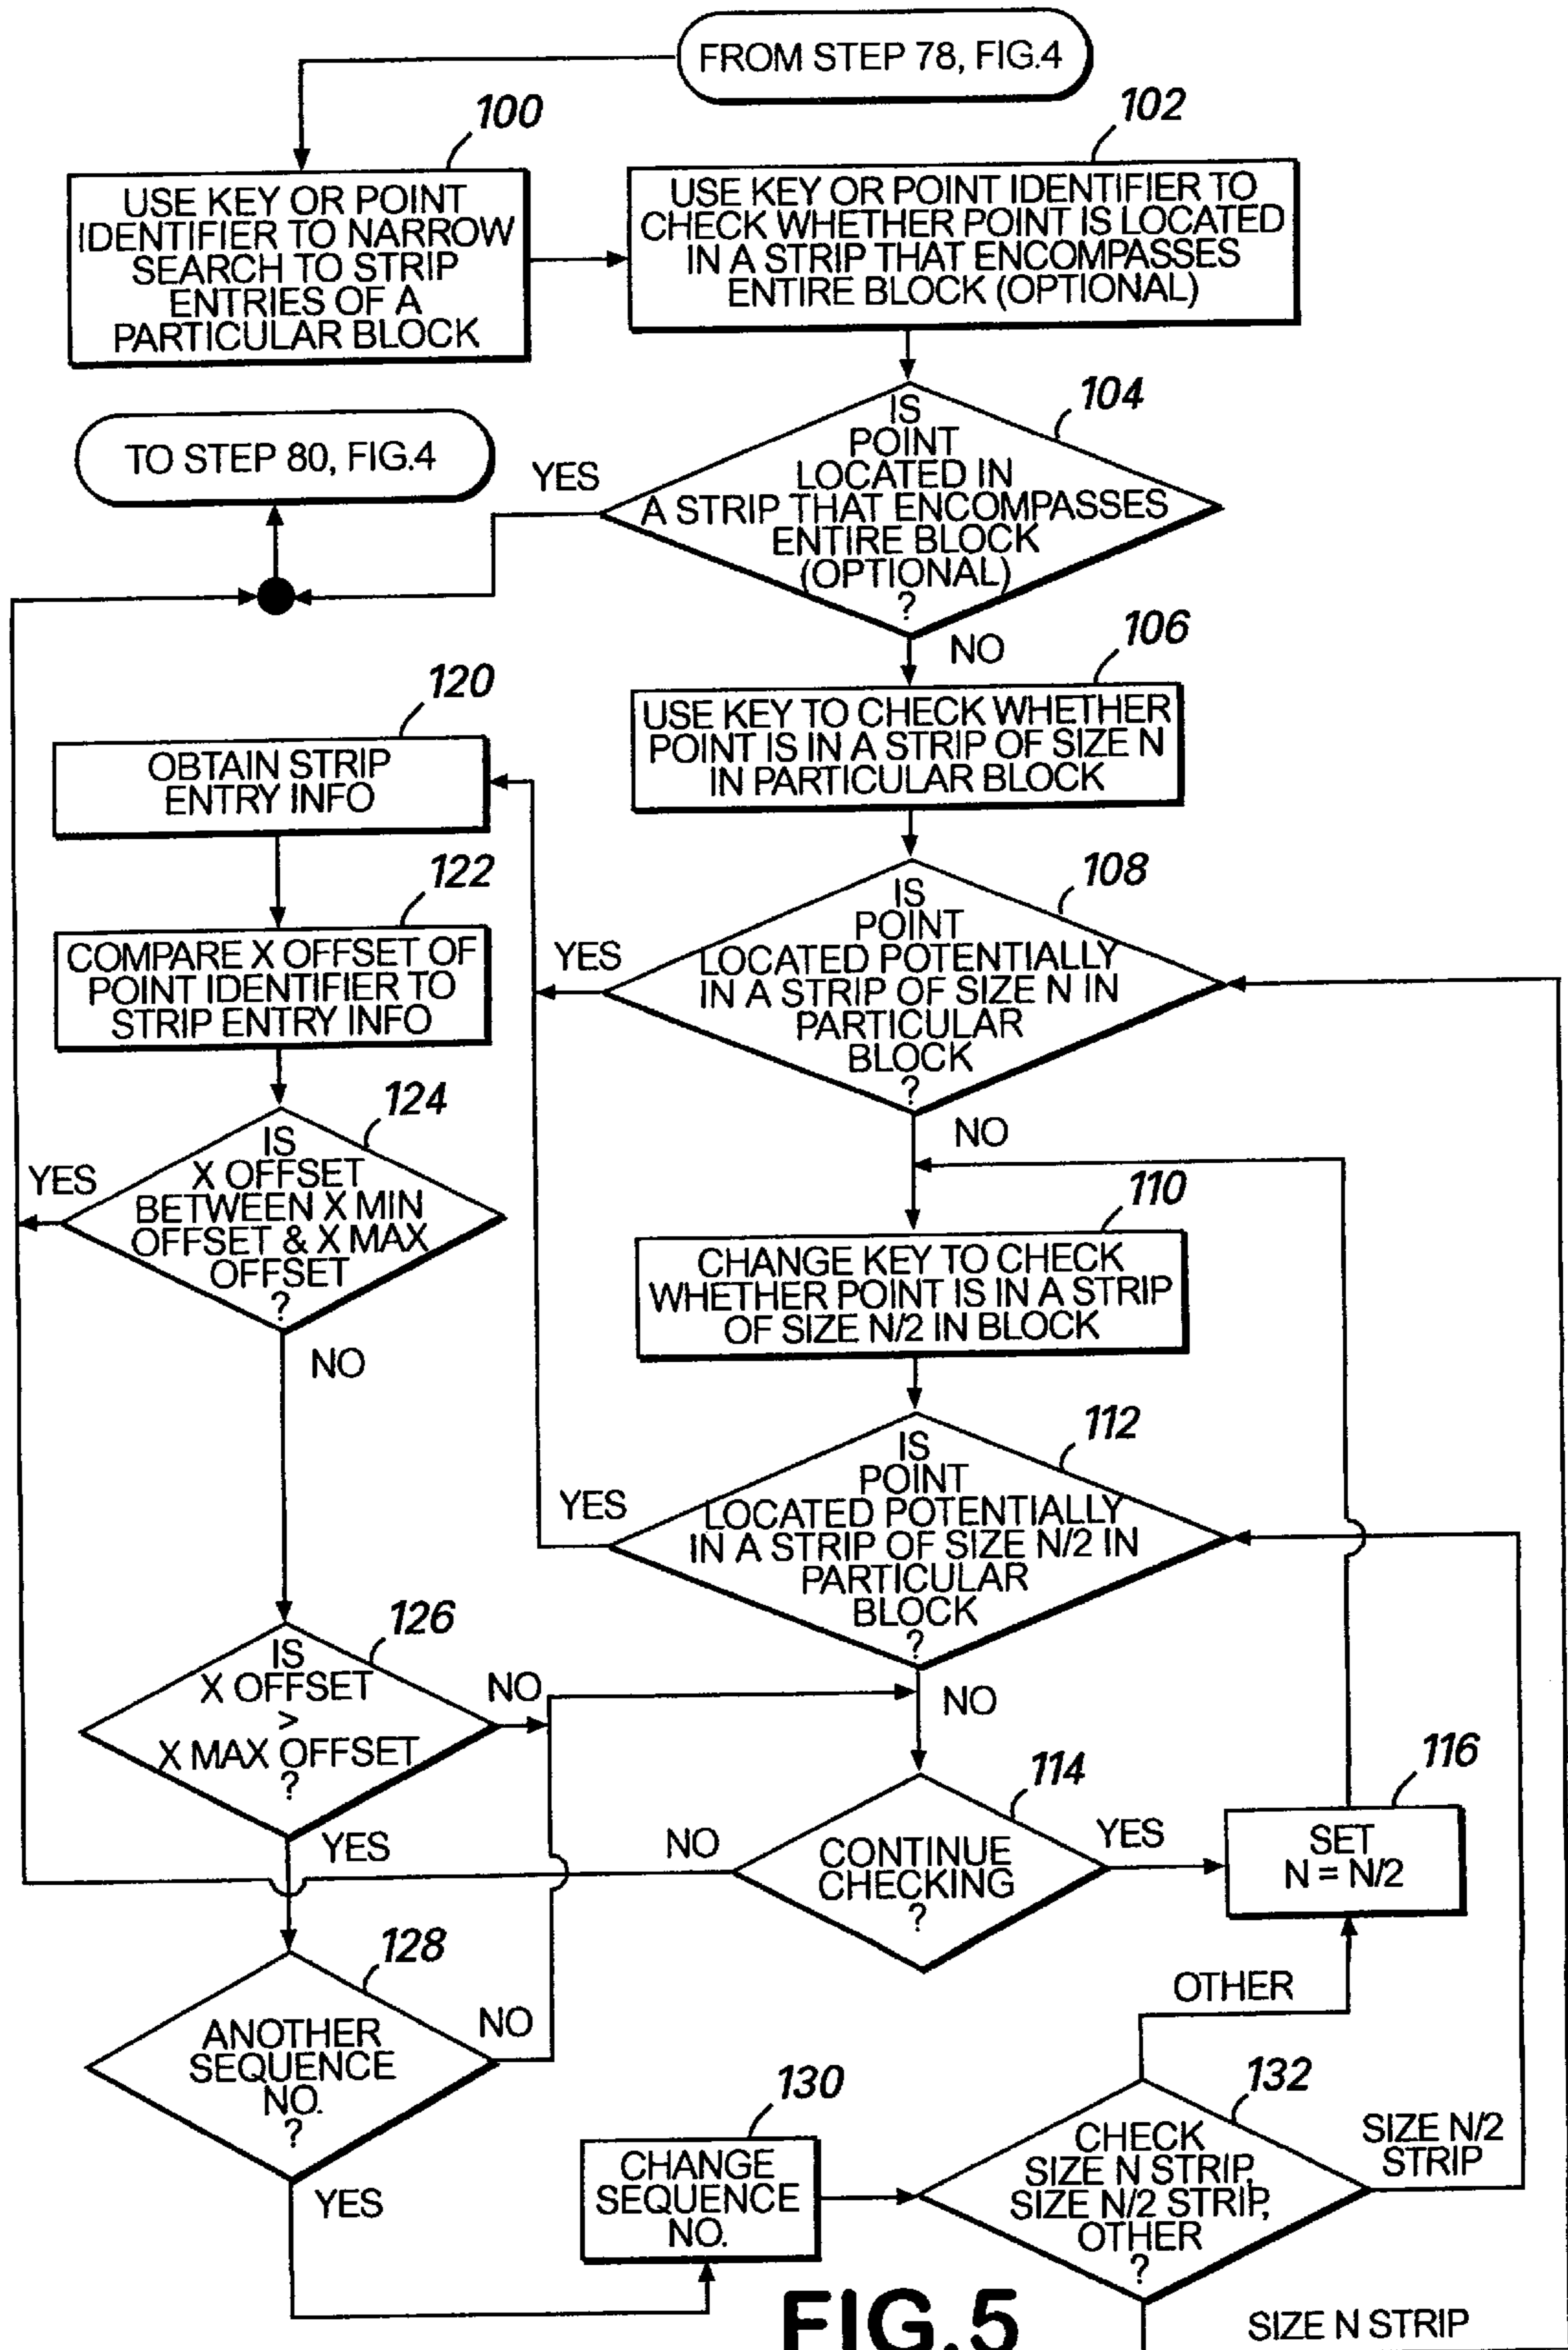 FROM STEP 78, FIG.4
100
USE KEY OR POINT
IDENTIFIER TO NARROW
SEARCH TO STRIP
ENTRIES OF A
PARTICULAR BLOCK
102
USE KEY OR POINT IDENTIFIER TO
CHECK WHETHER POINT IS LOCATED
IN A STRIP THAT ENCOMPASSES
ENTIRE BLOCK (OPTIONAL)
TO STEP 80, FIG.4
104
IS
POINT
LOCATED IN
A STRIP THAT ENCOMPASSES
ENTIRE BLOCK
(OPTIONAL)
?
YES
NO
106
USE KEY TO CHECK WHETHER
POINT IS IN A STRIP OF SIZE N
IN PARTICULAR BLOCK
120
OBTAIN STRIP
ENTRY INFO
108
IS
POINT
LOCATED POTENTIALLY
IN A STRIP OF SIZE N IN
PARTICULAR
BLOCK
?
YES
NO
122
COMPARE X OFFSET OF
POINT IDENTIFIER TO
STRIP ENTRY INFO
124
IS
X OFFSET
BETWEEN X MIN
OFFSET & X MAX
OFFSET
?
YES
NO
110
CHANGE KEY TO CHECK
WHETHER POINT IS IN A STRIP
OF SIZE N/2 IN BLOCK
112
IS
POINT
LOCATED POTENTIALLY
IN A STRIP OF SIZE N/2 IN
PARTICULAR
BLOCK
?
YES
NO
126
IS
X OFFSET
>
X MAX OFFSET
?
NO
YES
114
CONTINUE
CHECKING
?
NO
YES
116
SET
N = N/2
128
ANOTHER
SEQUENCE
NO.
?
NO
YES
130
CHANGE
SEQUENCE
NO.
132
CHECK
SIZE N STRIP,
SIZE N/2 STRIP,
OTHER
?
OTHER
SIZE N/2
STRIP
SIZE N STRIP
FIG.5